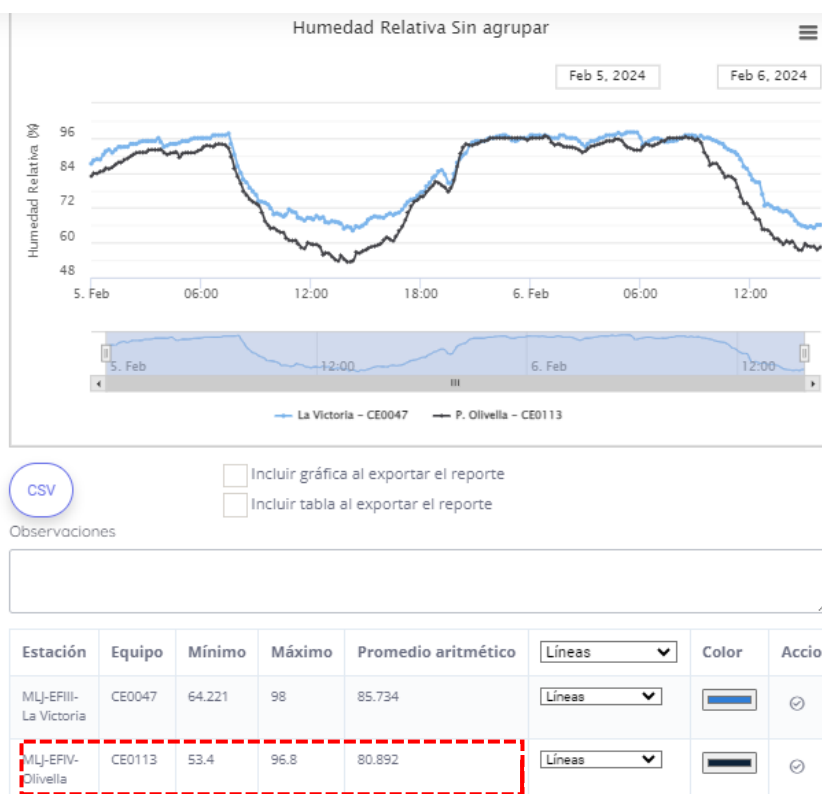 Humedad Relativa Sin agrupar
Feb 5, 2024
Feb 6, 2024
Humedad Relativa (%)
96
84
72
60
48
5. Feb
06:00
12:00
18:00
6. Feb
06:00
12:00
5. Feb
12:00
6. Feb
12:00
La Victoria - CE0047
P. Olivella - CE0113
CSV
Incluir gráfica al exportar el reporte
Incluir tabla al exportar el reporte
Observaciones
Estación Equipo Mínimo Máximo Promedio aritmético Líneas Color Accio
MLJ-EFIII- CE0047 64.221 98 85.734 Líneas
La Victoria
MLJ-EFIV- CE0113 53.4 96.8 80.892 Líneas
Olivella